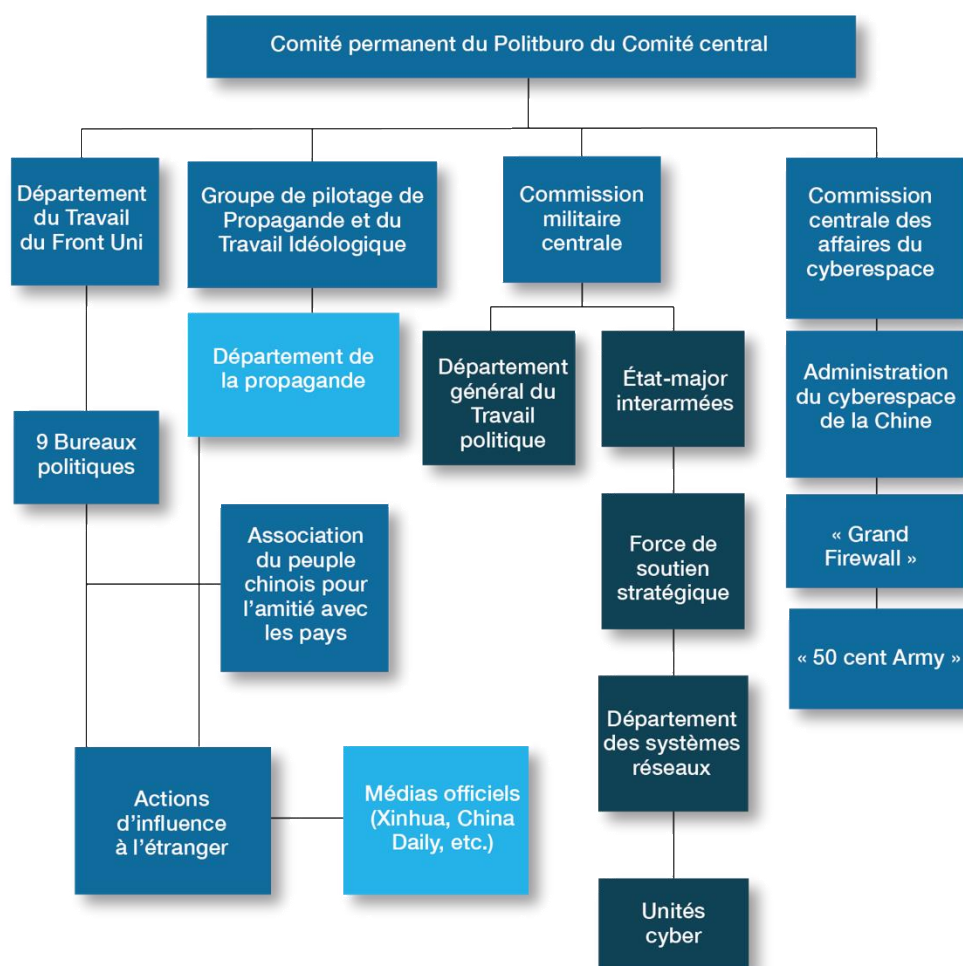 Comité permanent du Politburo du Comité central
Département
du Travail
du Front Uni
Groupe de pilotage de
Propagande et du
Travail Idéologique
Commission
militaire
centrale
Commission
centrale des
affaires du
cyberespace
Département de
la propagande
Département
général du
Travail
politique
État-major
interarmées
Administration
du cyberespace
de la Chine
9 Bureaux
politiques
Association
du peuple
chinois pour
l’amitié avec
les pays
Force de
soutien
stratégique
« Grand
Firewall »
« 50 cent Army »
Département
des systèmes
réseaux
Actions
d’influence
à l’étranger
Médias officiels
(Xinhua, China
Daily, etc.)
Unités
cyber